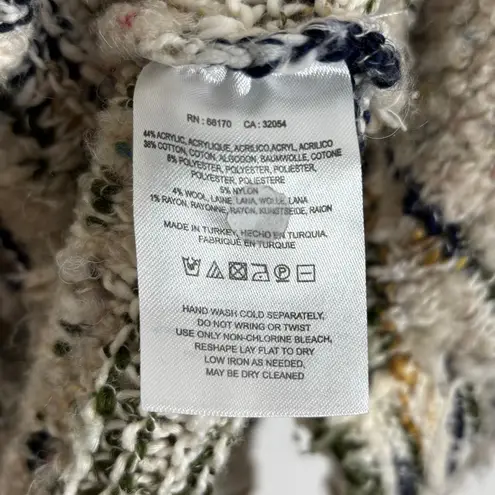 RN : 66170 CA : 32054
44% ACRYLIC, ACRYLIQUE, ACRILICO, ACRYL, ACRILICO
38% COTTON, COTON, ALGODON, BAUMWOLLE, COTONE
8% POLYESTER, POLYESTER, POLIESTER,
POLYESTER, POLIESTERE
5% NYLON
4% WOOL, LAINE, LANA, WOLLE, LANA
1% RAYON, RAYONNE, RAYON, KUNSTSEIDE, RAION
MADE IN TURKEY, HECHO EN TURQUIA,
FABRIQUE EN TURQUIE
P
HAND WASH COLD SEPARATELY,
DO NOT WRING OR TWIST
USE ONLY NON-CHLORINE BLEACH,
RESHAPE LAY FLAT TO DRY
LOW IRON AS NEEDED,
MAY BE DRY CLEANED